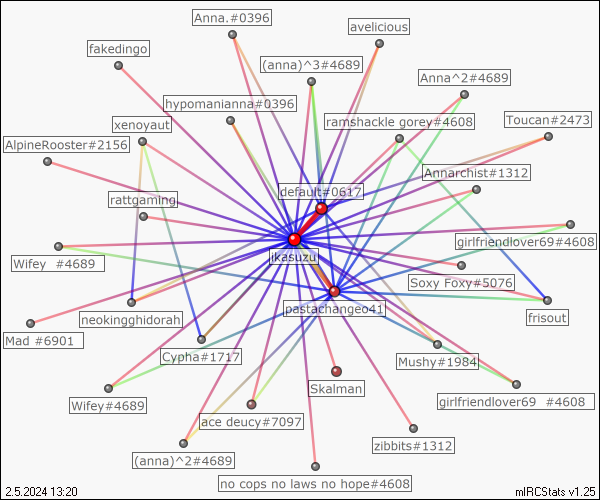 Anna.#0396
avelicious
fakedingo
(anna)^3#4689
Anna^2#4689
hypomanianna#0396
ramshackle gorey#4608
Toucan#2473
xenoyaut
AlpineRooster#2156
Annarchist#1312
default#0617
rattgaming
girlfriendlover69#4608
ikasuzu
Wifey  #4689
Soxy Foxy#5076
pastachangeo41
neokingghidorah
frisout
Mad #6901
Cypha#1717
Mushy#1984
Skalman
Wifey#4689
girlfriendlover69  #4608
ace deucy#7097
zibbits#1312
(anna)^2#4689
no cops no laws no hope#4608
2.5.2024 13:20
mIRCStats v1.25